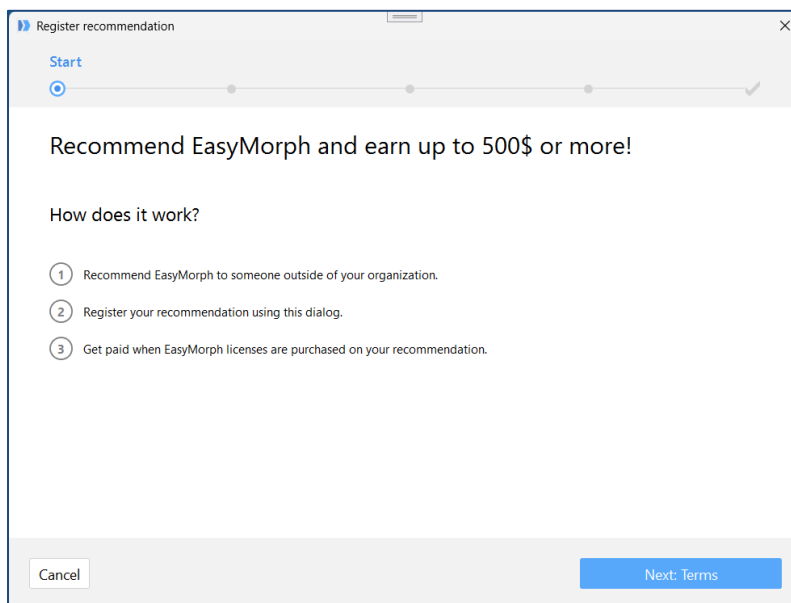 Register recommendation
Start
Recommend EasyMorph and earn up to 500$ or more!
How does it work?
1 Recommend EasyMorph to someone outside of your organization.
2 Register your recommendation using this dialog.
3 Get paid when EasyMorph licenses are purchased on your recommendation.
Cancel
Next: Terms